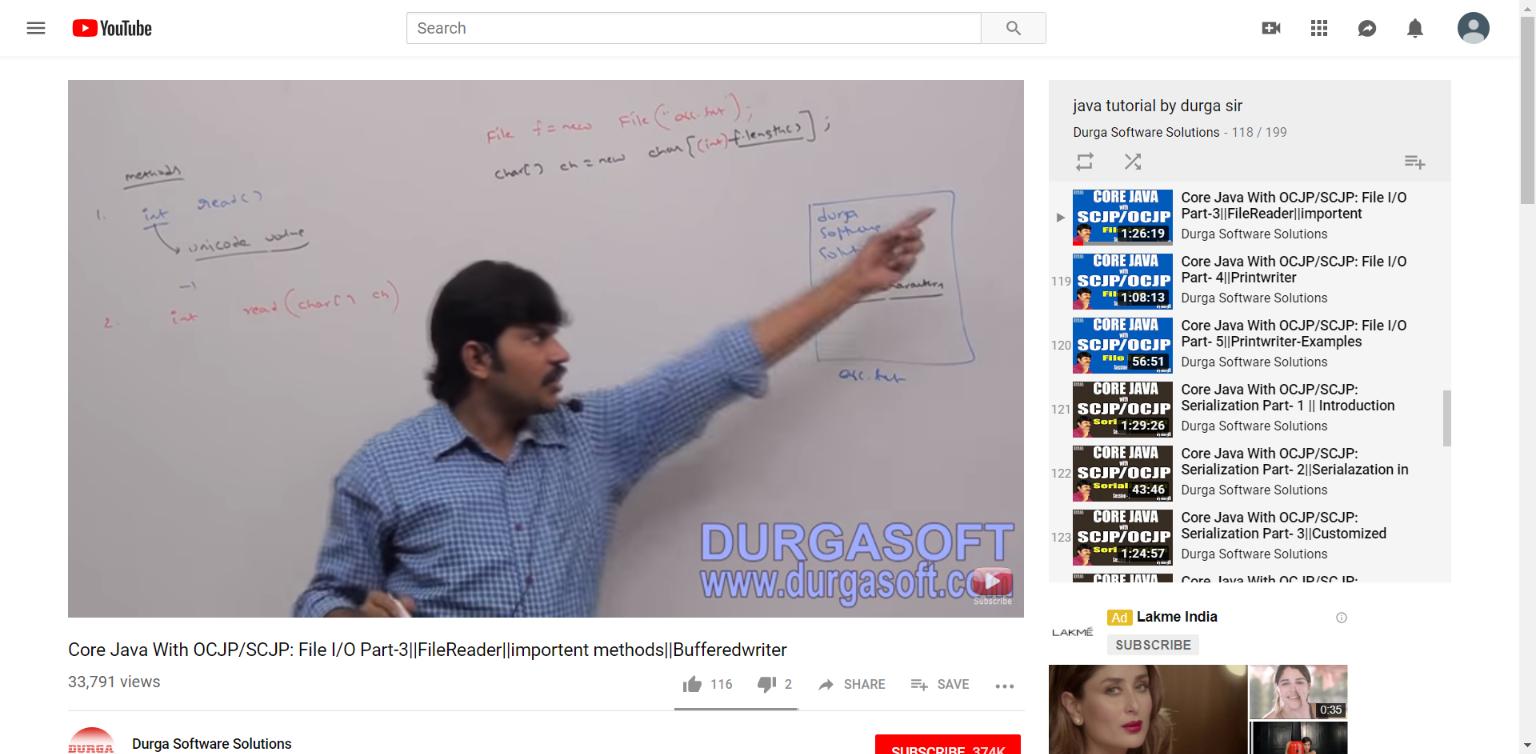 YouTube
Search
File f = new File("abc.txt");
char[] ch = new char[(int)f.length()];
methods
1. int read()
unicode value
-1
2. int read(char[] ch)
durga
software
abc.txt
DURGASOFT
www.durgasoft.com
Subscribe
Core Java With OCJP/SCJP: File I/O Part-3||FileReader||importent methods||Bufferedwriter
33,791 views
116
2
SHARE
SAVE
DURGA
Durga Software Solutions
SUBSCRIBE 374K
java tutorial by durga sir
Durga Software Solutions - 118 / 199
CORE JAVA
with
SCJP/OCJP
1:26:19
Core Java With OCJP/SCJP: File I/O
Part-3||FileReader||importent
Durga Software Solutions
119
CORE JAVA
with
SCJP/OCJP
1:08:13
Core Java With OCJP/SCJP: File I/O
Part- 4||Printwriter
Durga Software Solutions
120
CORE JAVA
with
SCJP/OCJP
File
56:51
Core Java With OCJP/SCJP: File I/O
Part- 5||Printwriter-Examples
Durga Software Solutions
121
CORE JAVA
with
SCJP/OCJP
1:29:26
Core Java With OCJP/SCJP:
Serialization Part- 1 || Introduction
Durga Software Solutions
122
CORE JAVA
with
SCJP/OCJP
43:46
Core Java With OCJP/SCJP:
Serialization Part- 2||Serialazation in
Durga Software Solutions
123
CORE JAVA
with
SCJP/OCJP
1:24:57
Core Java With OCJP/SCJP:
Serialization Part- 3||Customized
Durga Software Solutions
CORE JAVA
Core Java With OCJP/SCJP:
LAKMÉ
Ad Lakme India
SUBSCRIBE
0:35